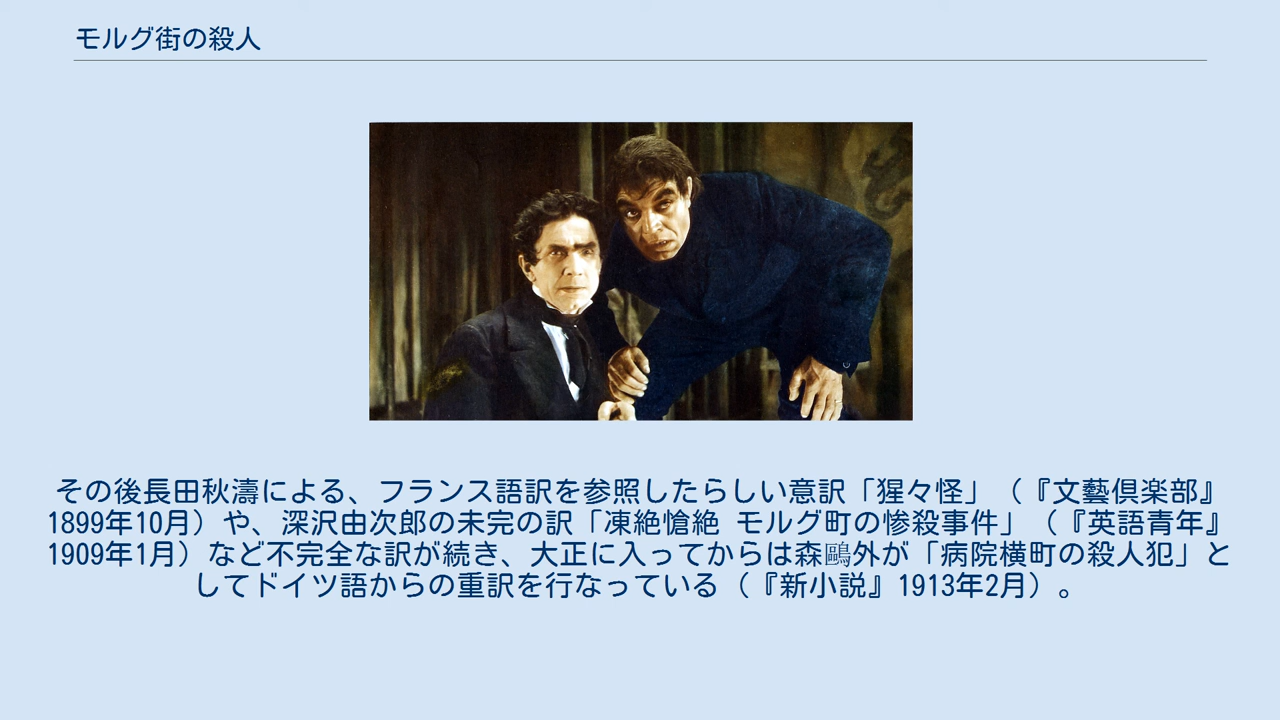 モルグ街の殺人
その後長田秋濤による、フランス語訳を参照したらしい意訳「猩々怪」（『文藝倶楽部』
1899年10月）や、深沢由次郎の未完の訳「凍絶愴絶 モルグ町の惨殺事件」（『英語青年』
1909年1月）など不完全な訳が続き、大正に入ってからは森鷗外が「病院横町の殺人犯」と
してドイツ語からの重訳を行なっている（『新小説』1913年2月）。